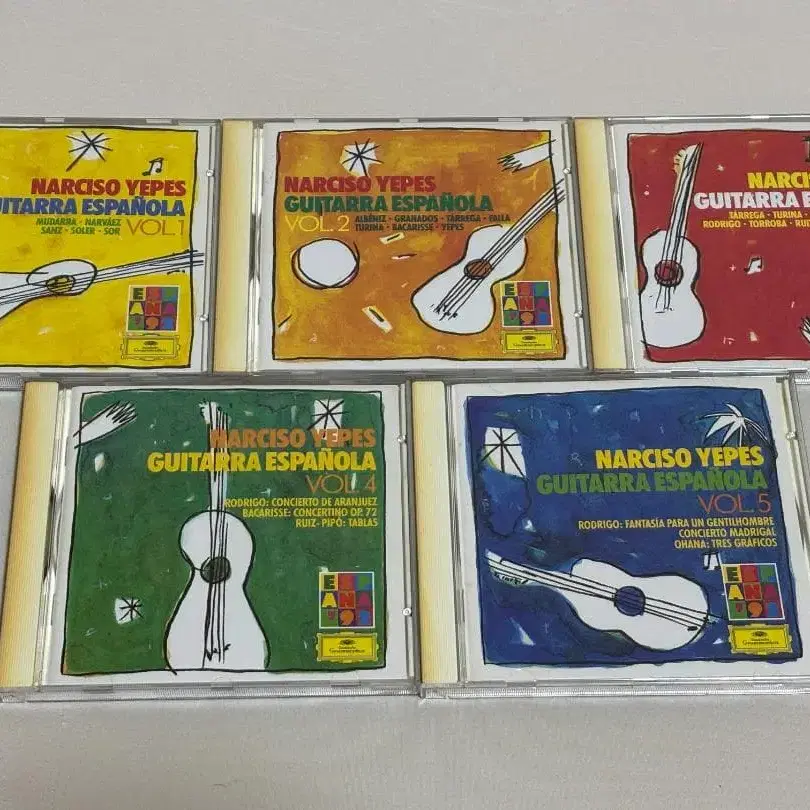 NARCISO YEPES
UITARRA ESPAÑOLA
MUDARRA - NARVÁEZ
SANZ - SOLER - SOR
VOL.1
NARCISO YEPES
GUITARRA ESPAÑOLA
VOL.2
ALBÉNIZ - GRANADOS - TÁRREGA - FALLA
TURINA - BACARISSE - YEPES
NARCIS
GUITARRA E
TÁRREGA - TURINA
RODRIGO - TORROBA - RUI
NARCISO YEPES
GUITARRA ESPAÑOLA
VOL.4
RODRIGO: CONCIERTO DE ARANJUEZ
BACARISSE: CONCERTINO OP. 72
RUIZ-PIPÓ: TABLAS
NARCISO YEPES
GUITARRA ESPAÑOLA
VOL.5
RODRIGO: FANTASÍA PARA UN GENTILHOMBRE
CONCIERTO MADRIGAL
OHANA: TRES GRÁFICOS